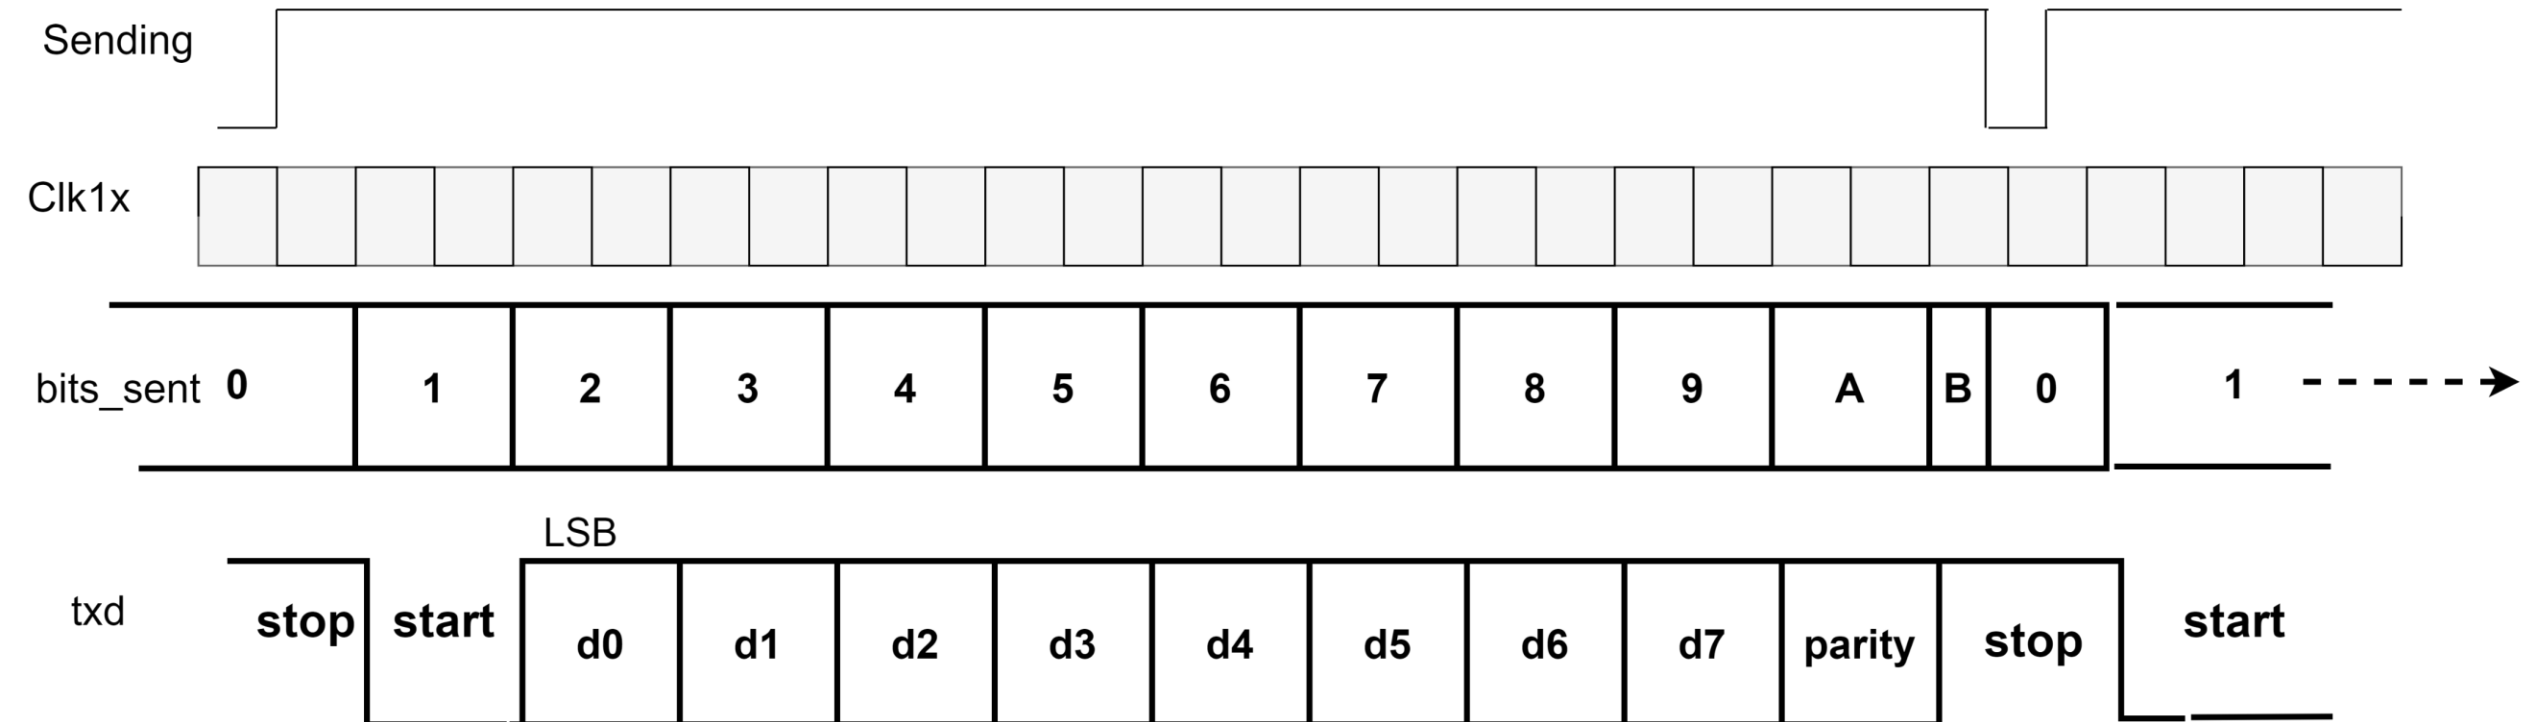 Sending
Clk1x
bits_sent 0 1 2 3 4 5 6 7 8 9 A B 0 1
LSB
txd stop start d0 d1 d2 d3 d4 d5 d6 d7 parity stop start